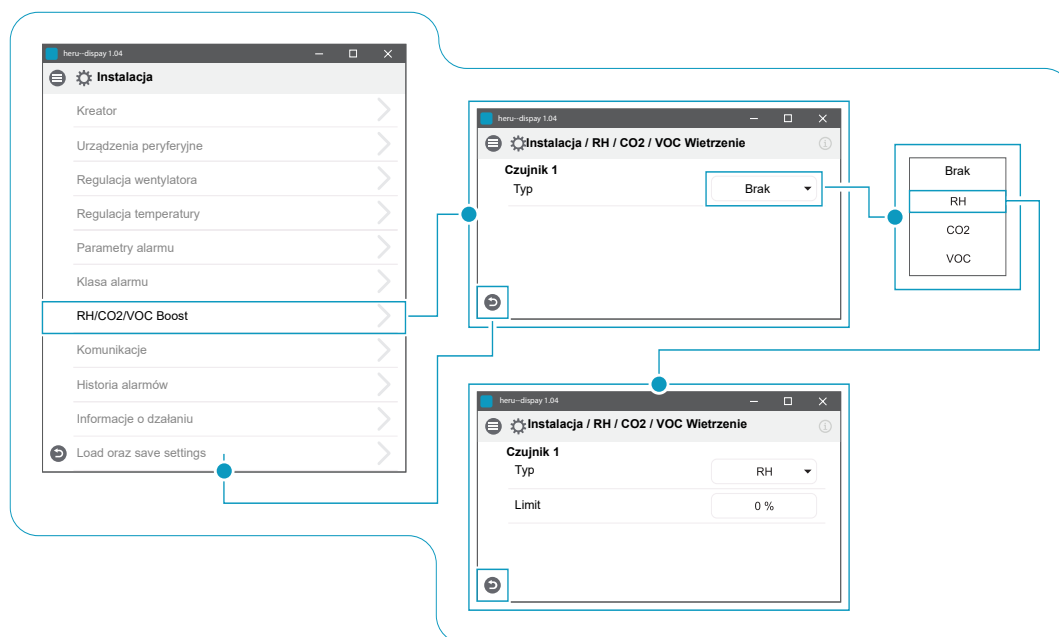 heru-dispay 1.04
Instalacja
Kreator
Urządzenia peryferyjne
Regulacja wentylatora
Regulacja temperatury
Parametry alarmu
Klasa alarmu
RH/CO2/VOC Boost
Komunikacje
Historia alarmów
Informacje o dzałaniu
Load oraz save settings
heru-dispay 1.04
Instalacja / RH / CO2 / VOC Wietrzenie
Czujnik 1
Typ Brak
Brak
RH
CO2
VOC
heru-dispay 1.04
Instalacja / RH / CO2 / VOC Wietrzenie
Czujnik 1
Typ RH
Limit 0 %